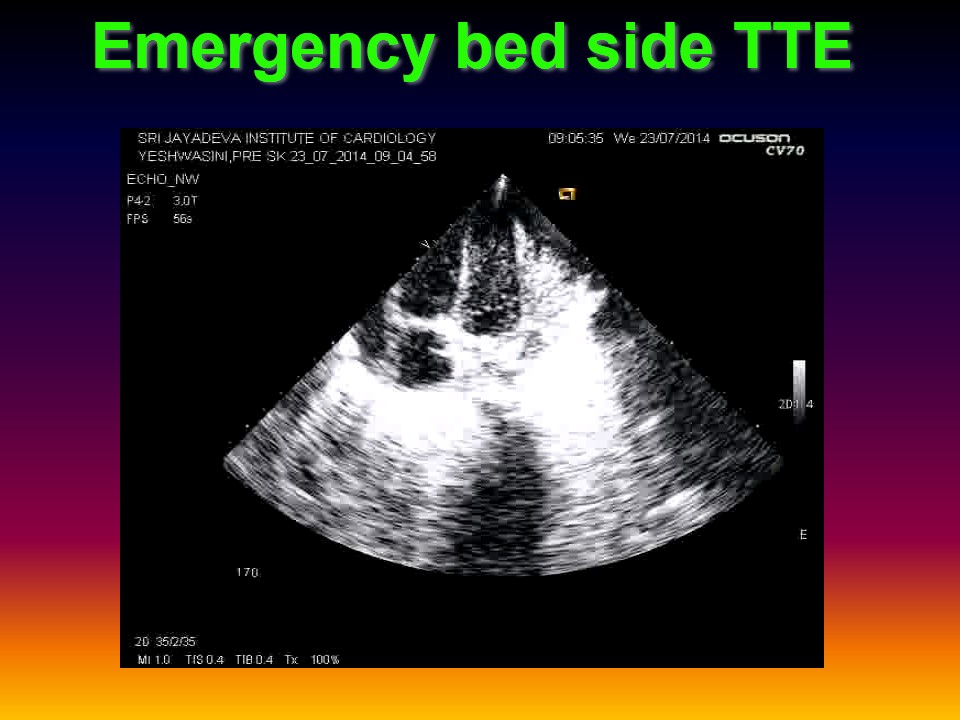 Emergency bed side TTE
SRI JAYADEVA INSTITUTE OF CARDIOLOGY 09:05:35 We 23/07/2014 ACUSON
YESHWASINI,PRE SK 23_07_2014_09_04_58 CV70
ECHO_NW
P4-2 3.0T
FPS 56s
E
170
2D 35/2/35
MI 1.0 TIS 0.4 TIB 0.4 Tx 100%